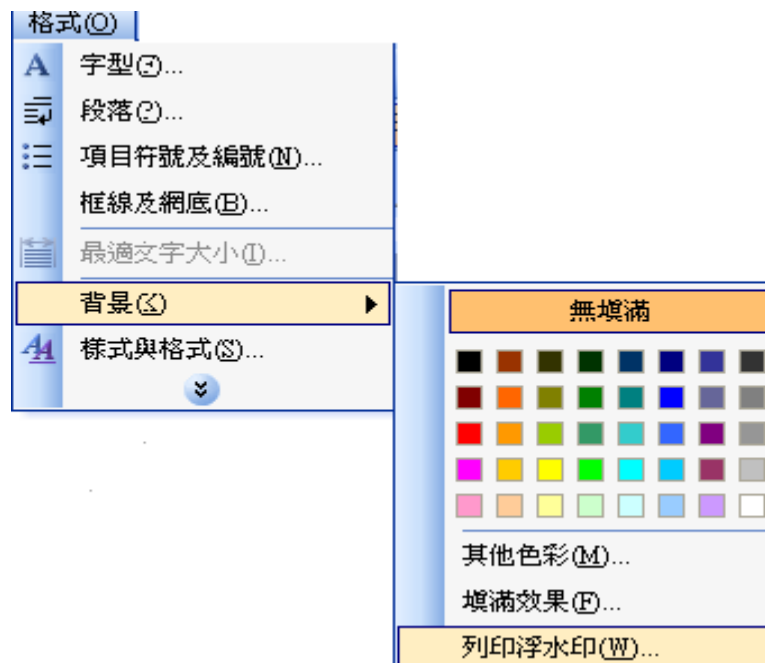 格式(O)
字型(F)...
段落(P)...
項目符號及編號(N)...
框線及網底(B)...
最適文字大小(I)...
背景(K)
樣式與格式(S)...
無填滿
其他色彩(M)...
填滿效果(F)...
列印浮水印(W)...